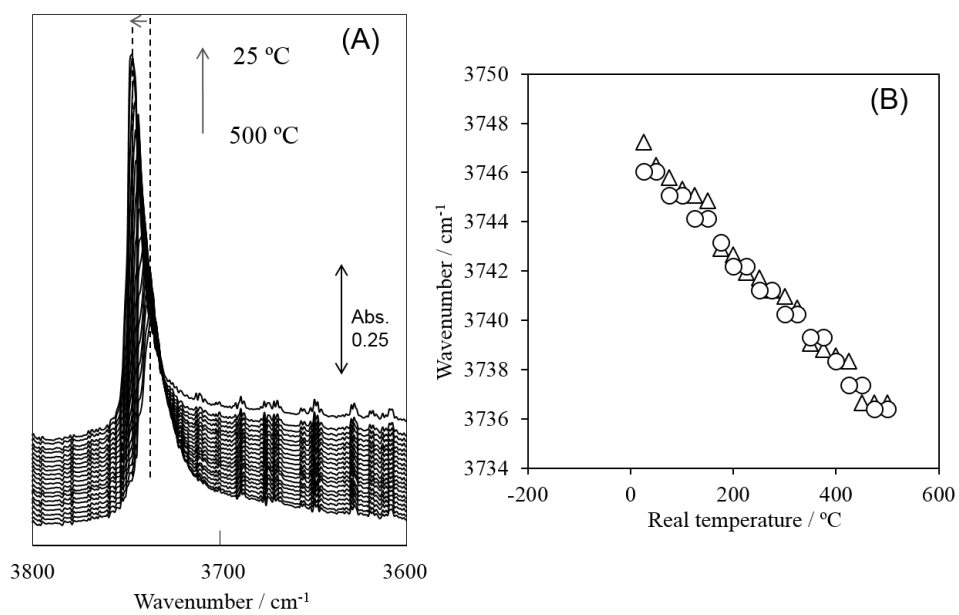 (A)
25 ºC
500 ºC
Abs.
0.25
3800
3700
3600
Wavenumber / cm-1
(B)
3750
3748
3746
3744
3742
3740
3738
3736
3734
Wavenumber / cm-1
-200
0
200
400
600
Real temperature / ºC